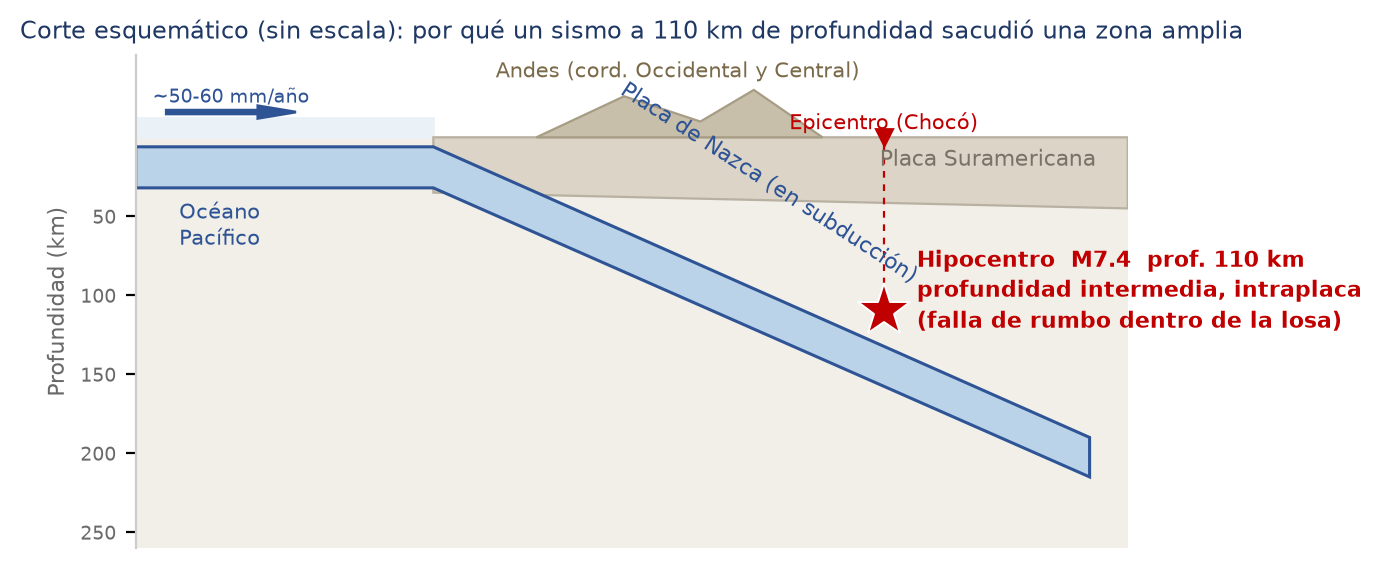 Corte esquemático (sin escala): por qué un sismo a 110 km de profundidad sacudió una zona amplia
Andes (cord. Occidental y Central)
~50-60 mm/año
Placa de Nazca (en subducción)
Epicentro (Chocó)
Placa Suramericana
Océano
Pacífico
Hipocentro M7.4 prof. 110 km
profundidad intermedia, intraplaca
(falla de rumbo dentro de la losa)
Profundidad (km)
50
100
150
200
250